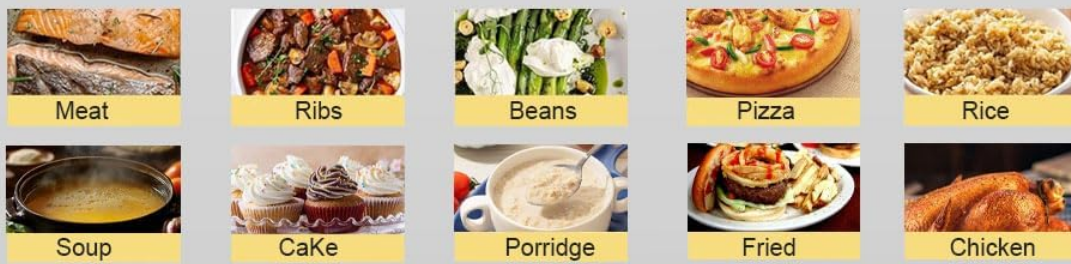 Meat
Ribs
Beans
Pizza
Rice
Soup
CaKe
Porridge
Fried
Chicken